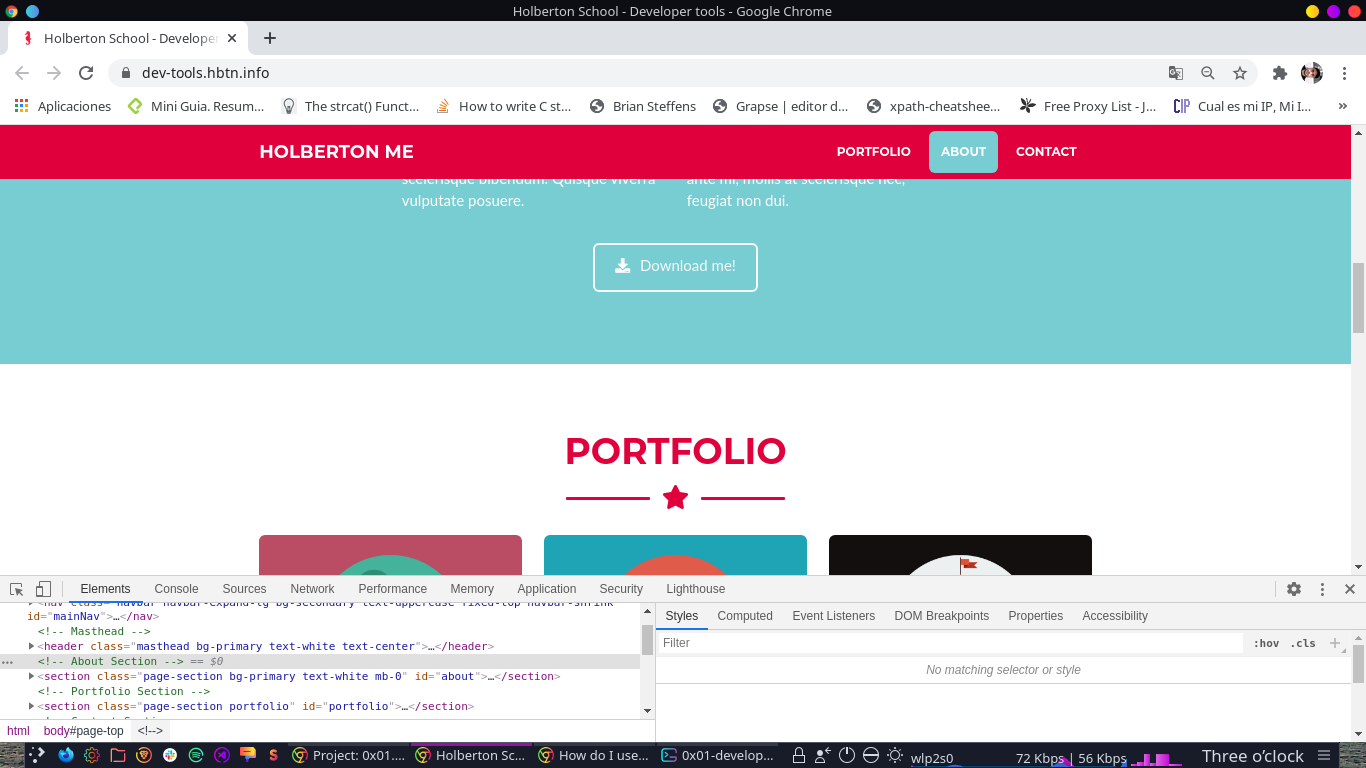 Holberton School - Developer tools - Google Chrome
Holberton School - Develope
dev-tools.hbtn.info
Aplicaciones Mini Guia. Resum... The strcat() Funct... How to write C st... Brian Steffens Grapse | editor d... xpath-cheatshee... Free Proxy List - J... Cual es mi IP, Mi I... »
HOLBERTON ME PORTFOLIO ABOUT CONTACT
scelerisque bibendum. Quisque viverra
vulputate posuere.
ante mi, mollis at scelerisque nec,
feugiat non dui.
Download me!
PORTFOLIO
Elements Console Sources Network Performance Memory Application Security Lighthouse
<nav class="navbar navbar-expand-lg bg-secondary text-uppercase fixed-top navbar-shrink"
id="mainNav">…</nav>
<!-- Masthead -->
<header class="masthead bg-primary text-white text-center">…</header>
<!-- About Section --> == $0
<section class="page-section bg-primary text-white mb-0" id="about">…</section>
<!-- Portfolio Section -->
<section class="page-section portfolio" id="portfolio">…</section>
<!-- Contact Section -->
html body#page-top <!-->
Styles Computed Event Listeners DOM Breakpoints Properties Accessibility
Filter :hov .cls +
No matching selector or style
Project: 0x01.... Holberton Sc... How do I use... 0x01-develop... wlp2s0 72 Kbps | 56 Kbps Three o'clock